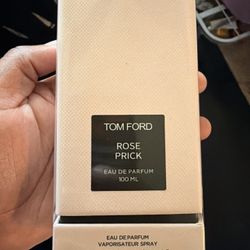 TOM FORD
ROSE
PRICK
EAU DE PARFUM
100 ML
EAU DE PARFUM
VAPORISATEUR SPRAY